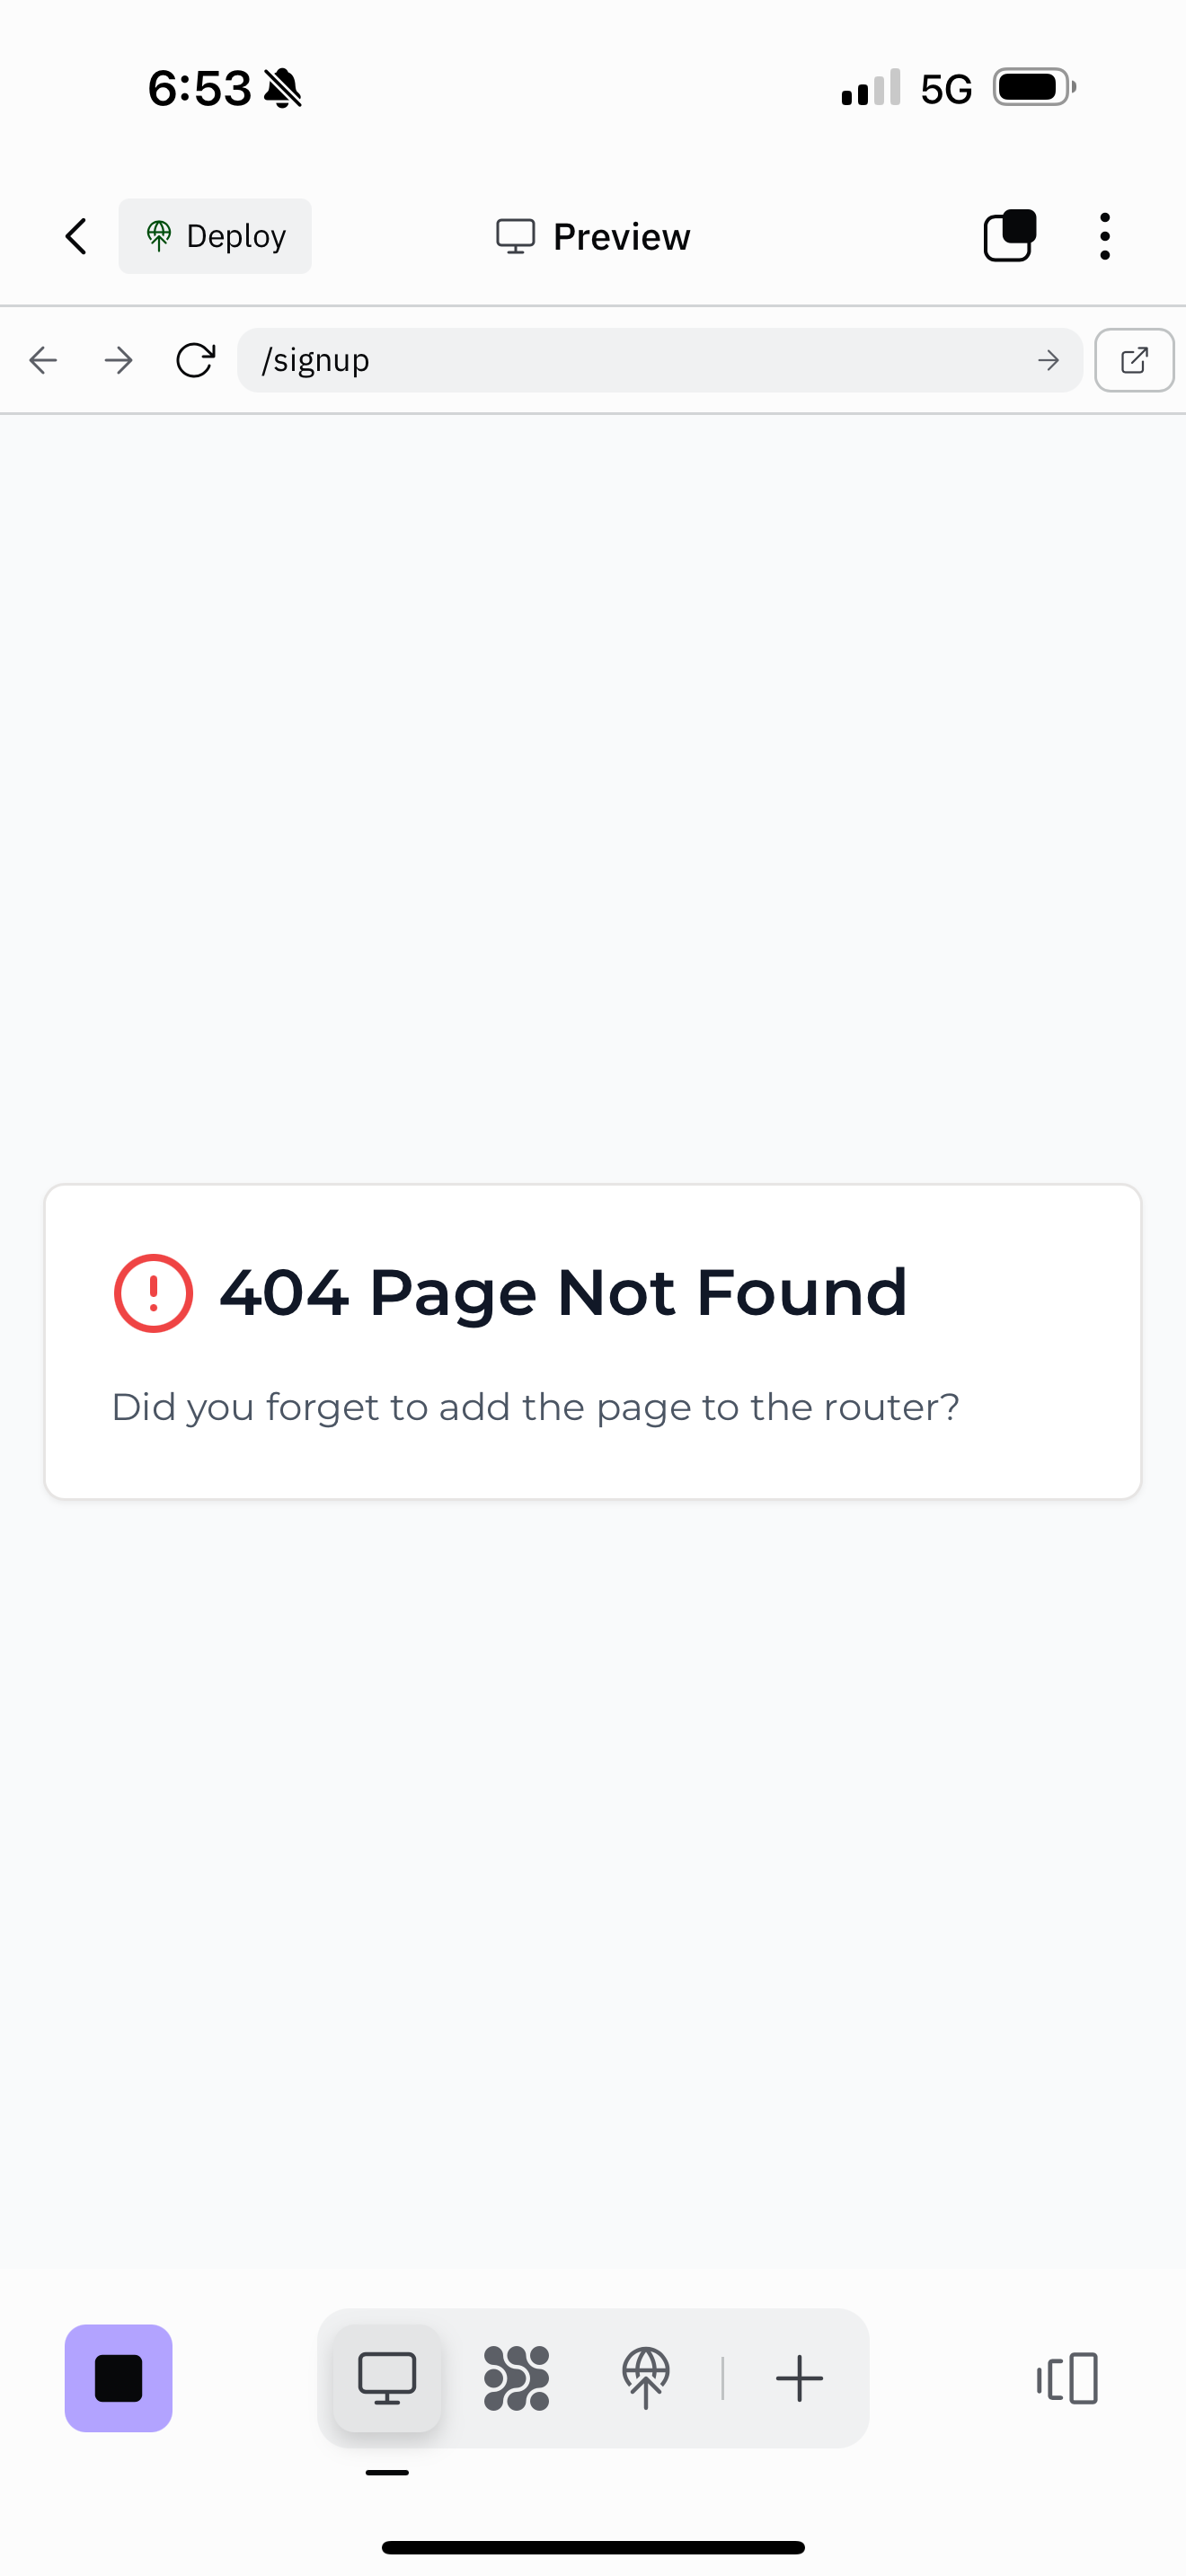 6:53
5G
Deploy
Preview
/signup
404 Page Not Found
Did you forget to add the page to the router?